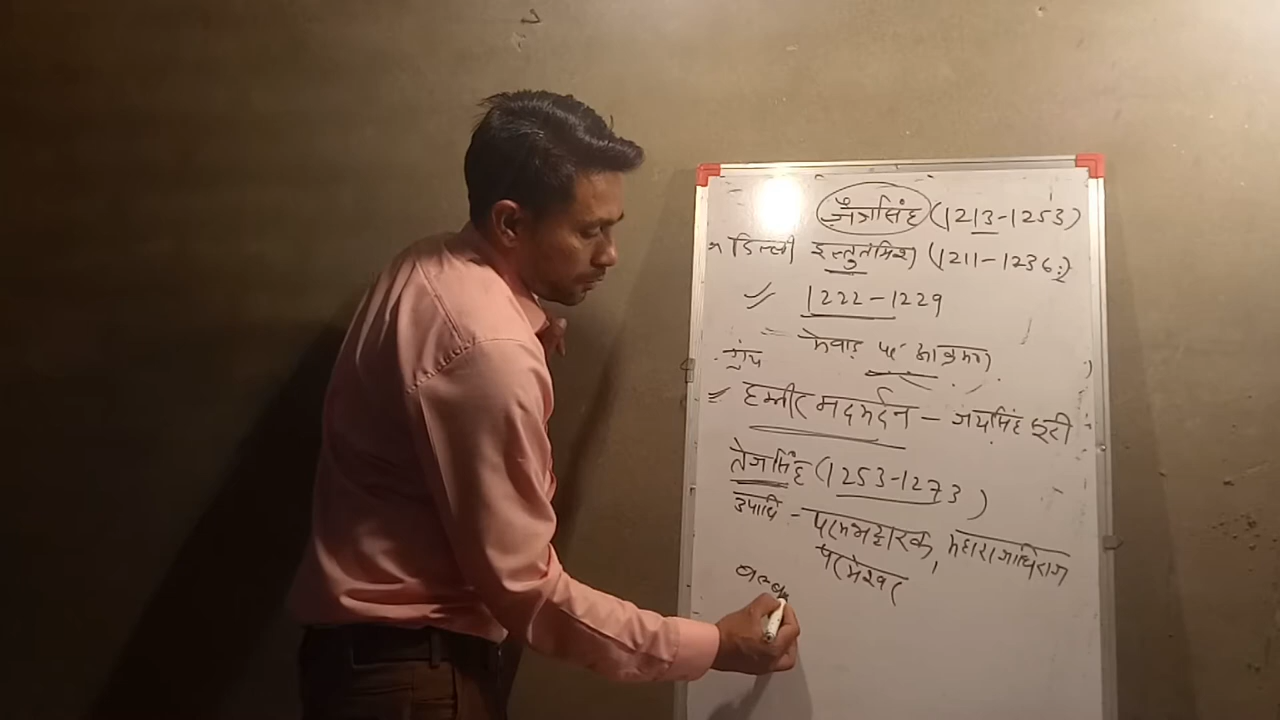 जैत्रसिंह (1213-1253)
दिल्ली इल्तुतमिश (1211-1236)
1222-1229
मेवाड़ पर आक्रमण
ग्रंथ
हम्मीर मदमर्दन - जयसिंह सूरी
तेजसिंह (1253-1273)
उपाधि - परमभट्टारक, महाराजाधिराज
परमेश्वर
बलब